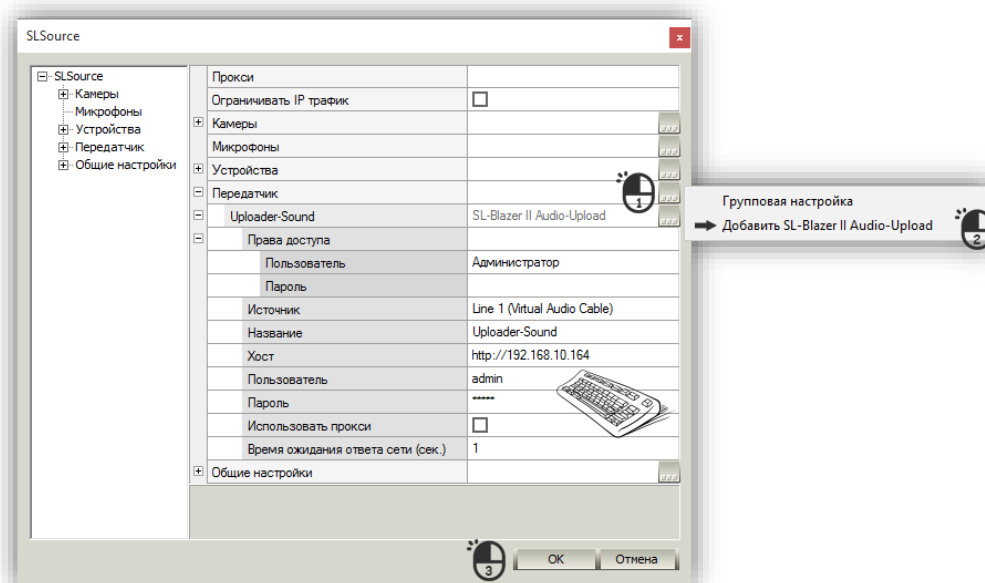 SLSource
x
SLSource
Камеры
Микрофоны
Устройства
Передатчик
Общие настройки
Прокси
Ограничивать IP трафик
Камеры
Микрофоны
Устройства
Передатчик
Uploader-Sound SL-Blazer II Audio-Upload
Права доступа
Пользователь Администратор
Пароль
Источник Line 1 (Virtual Audio Cable)
Название Uploader-Sound
Хост http://192.168.10.164
Пользователь admin
Пароль *****
Использовать прокси
Время ожидания ответа сети (сек.) 1
Общие настройки
1
Групповая настройка
Добавить SL-Blazer II Audio-Upload
2
3
OK Отмена